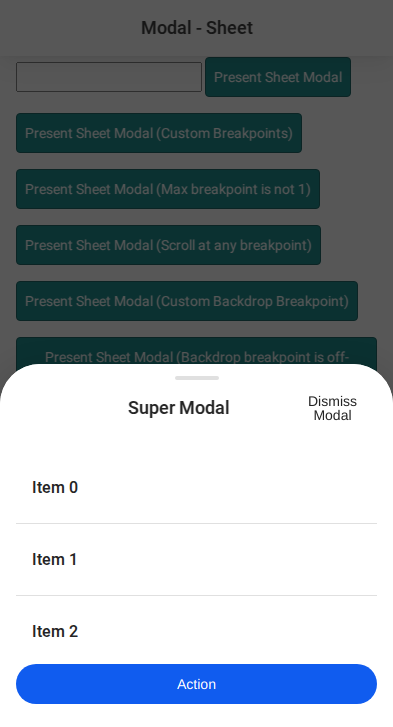 Modal - Sheet
Present Sheet Modal
Present Sheet Modal (Custom Breakpoints)
Present Sheet Modal (Max breakpoint is not 1)
Present Sheet Modal (Scroll at any breakpoint)
Present Sheet Modal (Custom Backdrop Breakpoint)
Present Sheet Modal (Backdrop breakpoint is off-
Super Modal
Dismiss
Modal
Item 0
Item 1
Item 2
Action